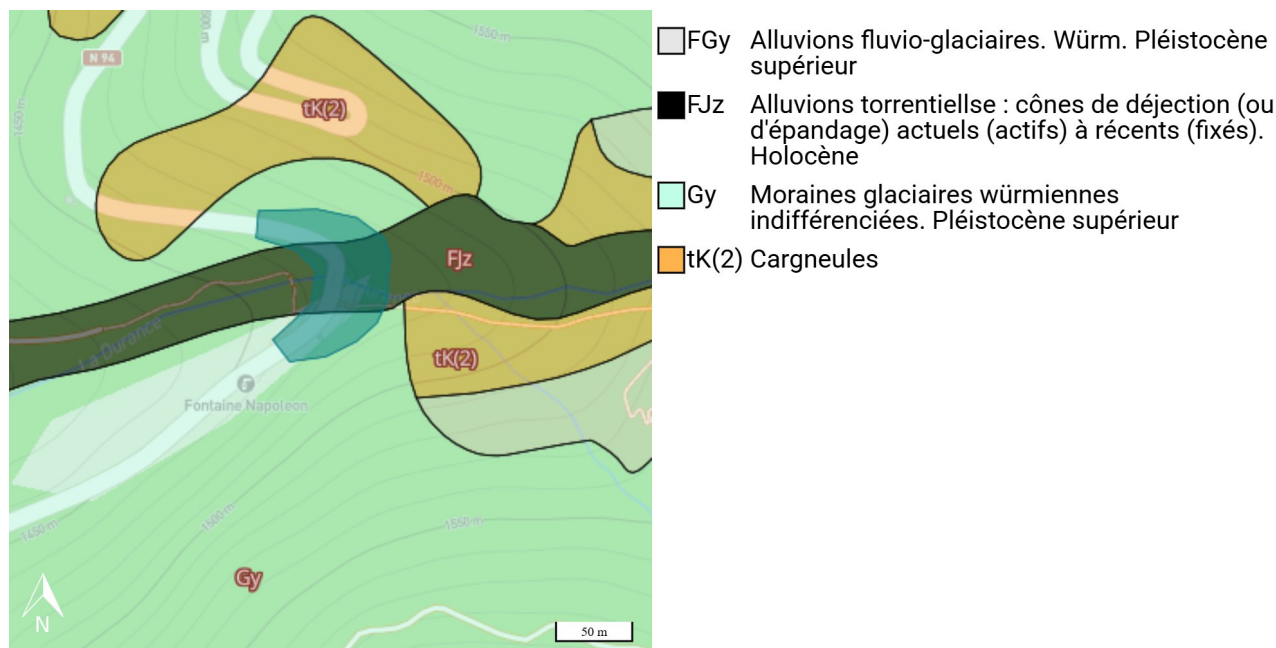 1550 m
500 m
N 94
1450 m
tK(2)
1500 m
FJz
La Durance
tK(2)
Fontaine Napoleon
1450 m
1500 m
1550 m
Gy
N
50 m
FGy Alluvions fluvio-glaciaires. Würm. Pléistocène
supérieur
FJz Alluvions torrentiellse : cônes de déjection (ou
d'épandage) actuels (actifs) à récents (fixés).
Holocène
Gy Moraines glaciaires würmiennes
indifférenciées. Pléistocène supérieur
tK(2) Cargneules